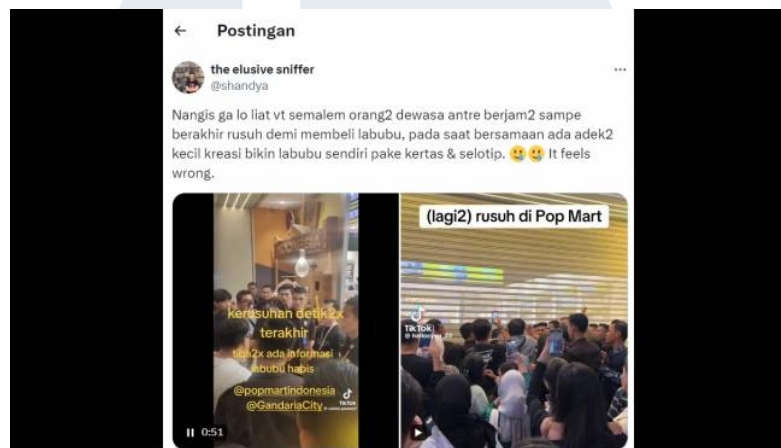 ← Postingan
the elusive sniffer
@shandya
Nangis ga lo liat vt semalem orang2 dewasa antre berjam2 sampe
berakhir rusuh demi membeli labubu, pada saat bersamaan ada adek2
kecil kreasi bikin labubu sendiri pake kertas & selotip. 🥲🥲 It feels
wrong.
kerusuhan detik2x
terakhir
tiba2x ada informasi
labubu habis
@popmartindonesia
@GandariaCity
TikTok
0:51
(lagi2) rusuh di Pop Mart
TikTok